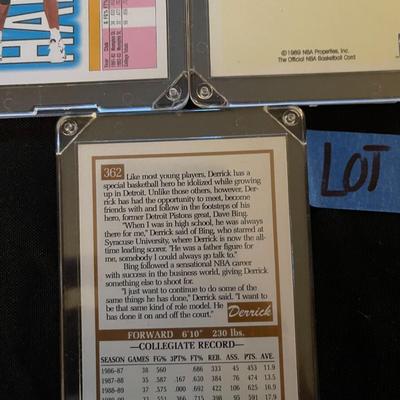 HAR
©1989 NBA Properties, Inc.
The Official NBA Basketball Card
LOT
362
Like most young players, Derrick has a
special basketball hero he idolized while growing
up in Detroit. Unlike those others, however, Der-
rick has had the opportunity to meet, become
friends with and follow in the footsteps of his
hero, former Detroit Pistons great, Dave Bing.
"When I was in high school, he was always
there for me," Derrick said of Bing, who starred at
Syracuse University, where Derrick is now the all-
time leading scorer. "He was a father figure for
me, somebody I could always go talk to."
Bing followed a sensational NBA career
with success in the business world, giving Derrick
something else to shoot for.
"I just want to continue to do some of the
same things he has done," Derrick said. "I want to
be that same kind of role model. He
has done it on and off the court."
Derrick
FORWARD 6'10" 230 lbs.
COLLEGIATE RECORD
SEASON GAMES FG% 3PT% FT% REB. ASS. PTS. AVE.
1986-87 38 .560 .686 333 45 453 11.9
1987-88 35 .587 .167 .630 384 76 474 13.5
1988-89 37 .575 .000 .692 422 106 625 16.9